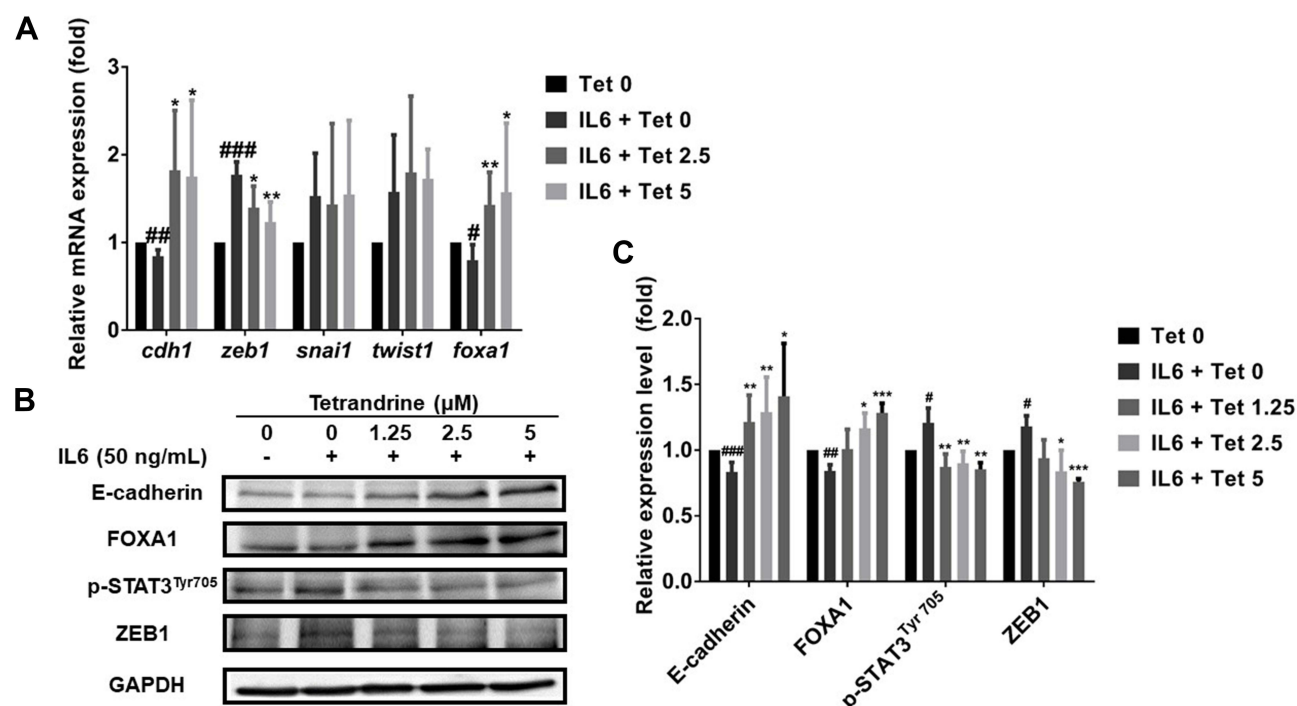 A
Relative mRNA expression (fold)
3
2
1
0
* *
### * **
## # ** *
cdh1 zeb1 snai1 twist1 foxa1
Tet 0
IL6 + Tet 0
IL6 + Tet 2.5
IL6 + Tet 5
B
Tetrandrine (µM)
0 0 1.25 2.5 5
IL6 (50 ng/mL) - + + + +
E-cadherin
FOXA1
p-STAT3Tyr705
ZEB1
GAPDH
C
Relative expression level (fold)
2.0
1.5
1.0
0.5
0.0
### ** ** *
## * ***
# ** ** **
# * ***
E-cadherin
FOXA1
p-STAT3Tyr 705
ZEB1
Tet 0
IL6 + Tet 0
IL6 + Tet 1.25
IL6 + Tet 2.5
IL6 + Tet 5